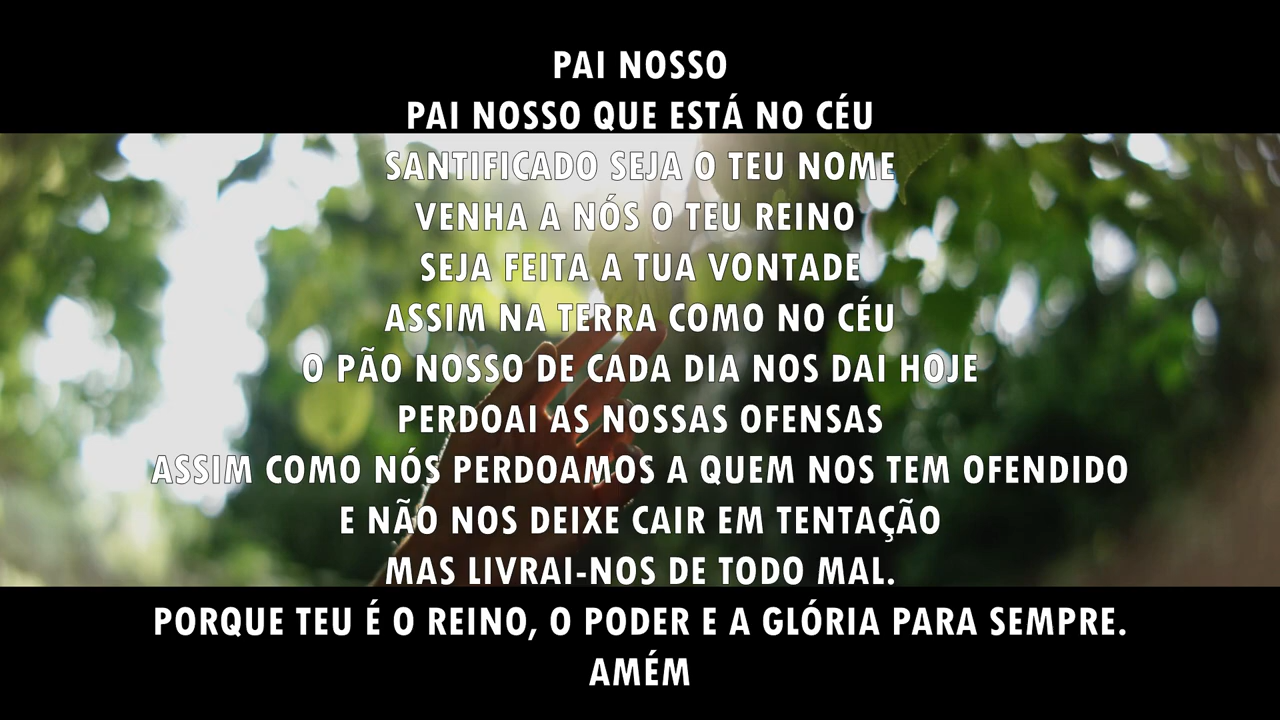 PAI NOSSO
PAI NOSSO QUE ESTÁ NO CÉU
SANTIFICADO SEJA O TEU NOME
VENHA A NÓS O TEU REINO
SEJA FEITA A TUA VONTADE
ASSIM NA TERRA COMO NO CÉU
O PÃO NOSSO DE CADA DIA NOS DAI HOJE
PERDOAI AS NOSSAS OFENSAS
ASSIM COMO NÓS PERDOAMOS A QUEM NOS TEM OFENDIDO
E NÃO NOS DEIXE CAIR EM TENTAÇÃO
MAS LIVRAI-NOS DE TODO MAL.
PORQUE TEU É O REINO, O PODER E A GLÓRIA PARA SEMPRE.
AMÉM